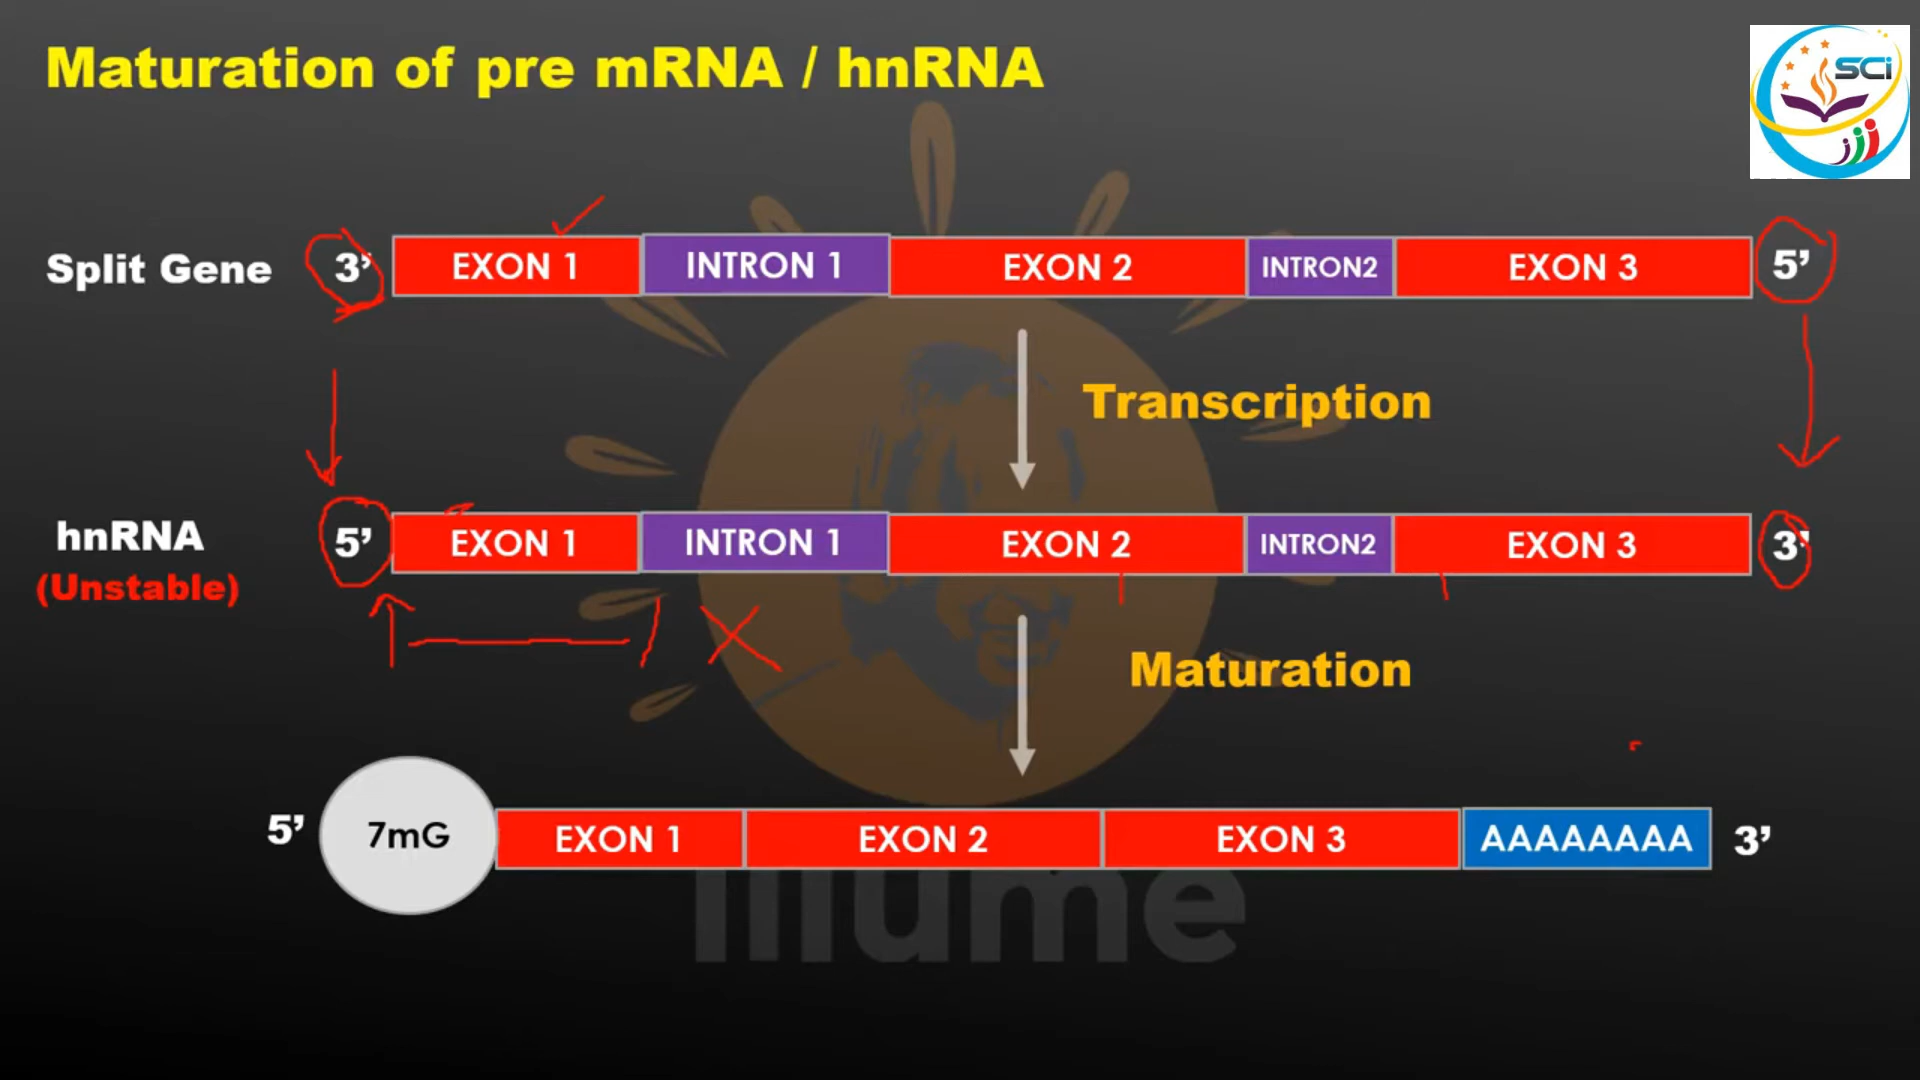 Maturation of pre mRNA / hnRNA
SCi
Split Gene 3’ EXON 1 INTRON 1 EXON 2 INTRON2 EXON 3 5’
Transcription
hnRNA 5’ EXON 1 INTRON 1 EXON 2 INTRON2 EXON 3 3’
(Unstable)
Maturation
5’ 7mG EXON 1 EXON 2 EXON 3 AAAAAAAA 3’
illume